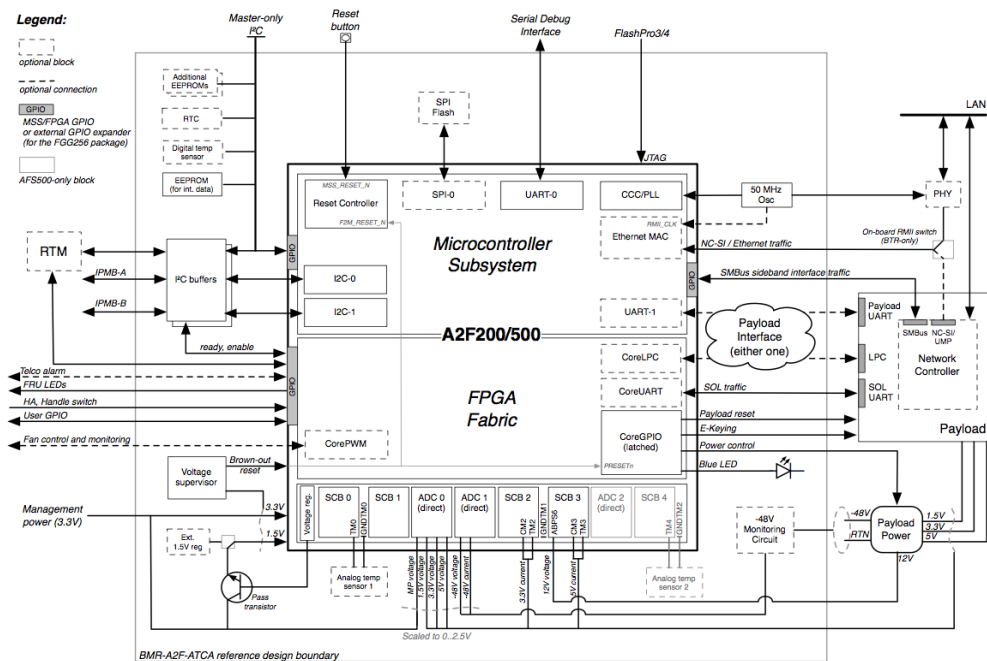 Legend:
optional block
optional connection
GPIO
MSS/FPGA GPIO
or external GPIO expander
(for the FGG256 package)
AFS500-only block
Master-only
I²C
Reset
button
Serial Debug
Interface
FlashPro3/4
Additional
EEPROMs
RTC
Digital temp
sensor
EEPROM
(for int. data)
SPI
Flash
JTAG
LAN
MSS_RESET_N
Reset Controller
F2M_RESET_N
SPI-0
UART-0
CCC/PLL
50 MHz
Osc
PHY
RMII_CLK
Ethernet MAC
On-board RMII switch
(BTR-only)
NC-SI / Ethernet traffic
Microcontroller
Subsystem
RTM
IPMB-A
IPMB-B
I²C buffers
GPIO
I2C-0
I2C-1
GPIO
SMBus sideband interface traffic
UART-1
Payload
Interface
(either one)
Payload
UART
SMBus
NC-SI/
UMP
Network
Controller
LPC
SOL
UART
Payload
A2F200/500
ready, enable
Telco alarm
FRU LEDs
HA, Handle switch
User GPIO
Fan control and monitoring
GPIO
FPGA
Fabric
CoreLPC
CoreUART
SOL traffic
CoreGPIO
(latched)
PRESETn
Payload reset
E-Keying
Power control
Blue LED
CorePWM
Brown-out
reset
Voltage
supervisor
Management
power (3.3V)
3.3V
1.5V
Ext.
1.5V reg
Pass
transistor
Voltage reg.
SCB 0
SCB 1
ADC 0
(direct)
ADC 1
(direct)
SCB 2
SCB 3
ADC 2
(direct)
SCB 4
TM0
IGNDTM0
CM2
TM2
IGNDTM1
ABPS6
CM3
TM3
TM4
IGNDTM2
Analog temp
sensor 1
MP voltage
1.5V voltage
3.3V voltage
5V voltage
-48V voltage
-48V current
3.3V current
12V voltage
5V current
Analog temp
sensor 2
-48V
Monitoring
Circuit
-48V
RTN
Payload
Power
1.5V
3.3V
5V
12V
Scaled to 0..2.5V
BMR-A2F-ATCA reference design boundary